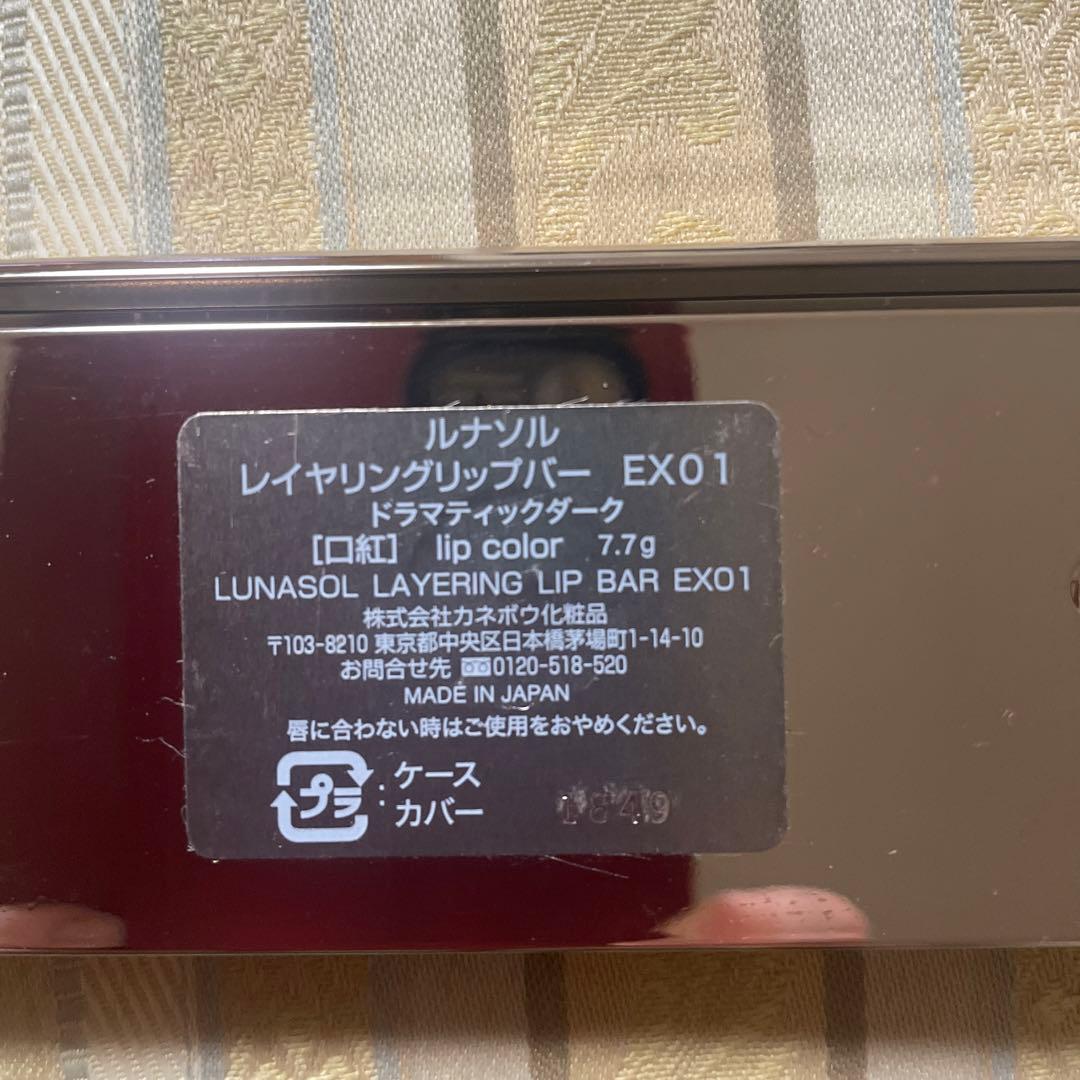 ルナソル
レイヤリングリップバー EX01
ドラマティックダーク
[口紅] lip color 7.7g
LUNASOL LAYERING LIP BAR EX01
株式会社カネボウ化粧品
〒103-8210 東京都中央区日本橋茅場町1-14-10
お問合せ先 0120-518-520
MADE IN JAPAN
唇に合わない時はご使用をおやめください。
プラ : ケース
カバー
1849